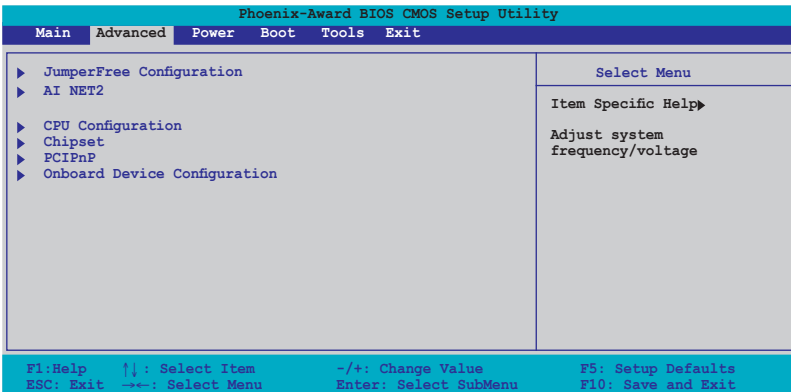 Phoenix-Award BIOS CMOS Setup Utility
Main Advanced Power Boot Tools Exit
JumperFree Configuration
AI NET2
CPU Configuration
Chipset
PCIPnP
Onboard Device Configuration
Select Menu
Item Specific Help
Adjust system
frequency/voltage
F1:Help ↑↓ : Select Item -/+: Change Value F5: Setup Defaults
ESC: Exit →←: Select Menu Enter: Select SubMenu F10: Save and Exit